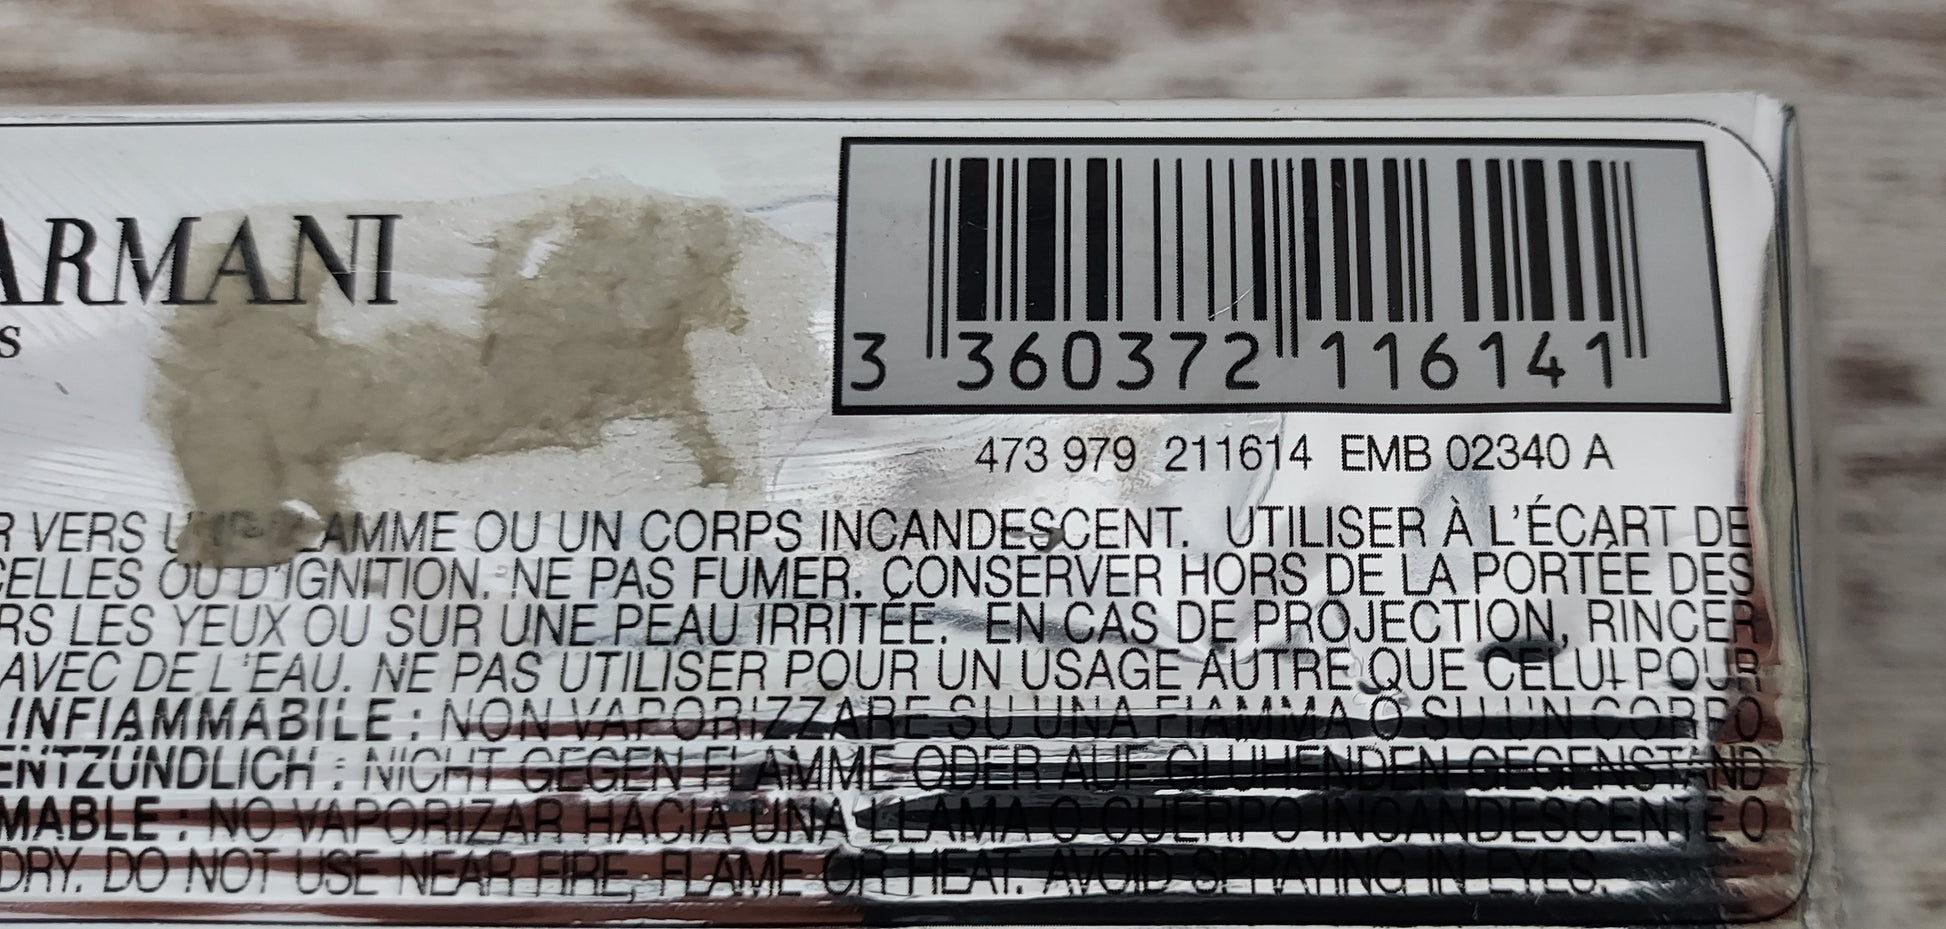 ARMANI
S
3 360372 116141
473 979 211614 EMB 02340 A
R VERS FLAMME OU UN CORPS INCANDESCENT. UTILISER À L'ÉCART DE
CELLES OU D'IGNITION. NE PAS FUMER. CONSERVER HORS DE LA PORTÉE DES
RS LES YEUX OU SUR UNE PEAU IRRITÉE. EN CAS DE PROJECTION, RINCER
AVEC DE L'EAU. NE PAS UTILISER POUR UN USAGE AUTRE QUE CELUI POUR
INFIAMMABILE : NON VAPORIZZARE SU UNA FIAMMA O SU UN CORPO
ENTZÜNDLICH : NICHT GEGEN FLAMME ODER AUF GLÜHENDEN GEGENSTAND
MABLE : NO VAPORIZAR HACIA UNA LLAMA O CUERPO INCANDESCENTE O
DRY. DO NOT USE NEAR FIRE, FLAME OR HEAT. AVOID SPRAYING IN EYES.